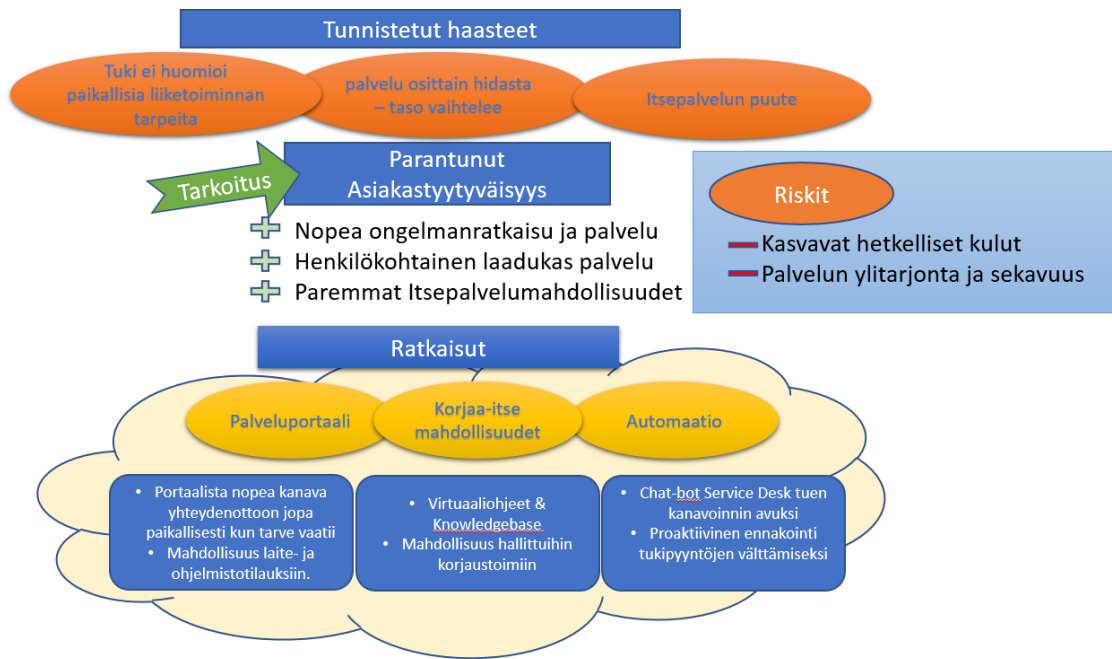 Tunnistetut haasteet
Tuki ei huomioi
paikallisia liiketoiminnan
tarpeita
palvelu osittain hidasta
– taso vaihtelee
Itsepalvelun puute
Tarkoitus
Parantunut
Asiakastyytyväisyys
Nopea ongelmanratkaisu ja palvelu
Henkilökohtainen laadukas palvelu
Paremmat Itsepalvelumahdollisuudet
Riskit
Kasvavat hetkelliset kulut
Palvelun ylitarjonta ja sekavuus
Ratkaisut
Palveluportaali
Korjaa-itse
mahdollisuudet
Automaatio
• Portaalista nopea kanava
yhteydenottoon jopa
paikallisesti kun tarve vaatii
• Mahdollisuus laite- ja
ohjelmistotilauksiin.
• Virtuaaliohjeet &
Knowledgebase
• Mahdollisuus hallittuihin
korjaustoimiin
• Chat-bot Service Desk tuen
kanavoinnin avuksi
• Proaktiivinen ennakointi
tukipyyntöjen välttämiseksi